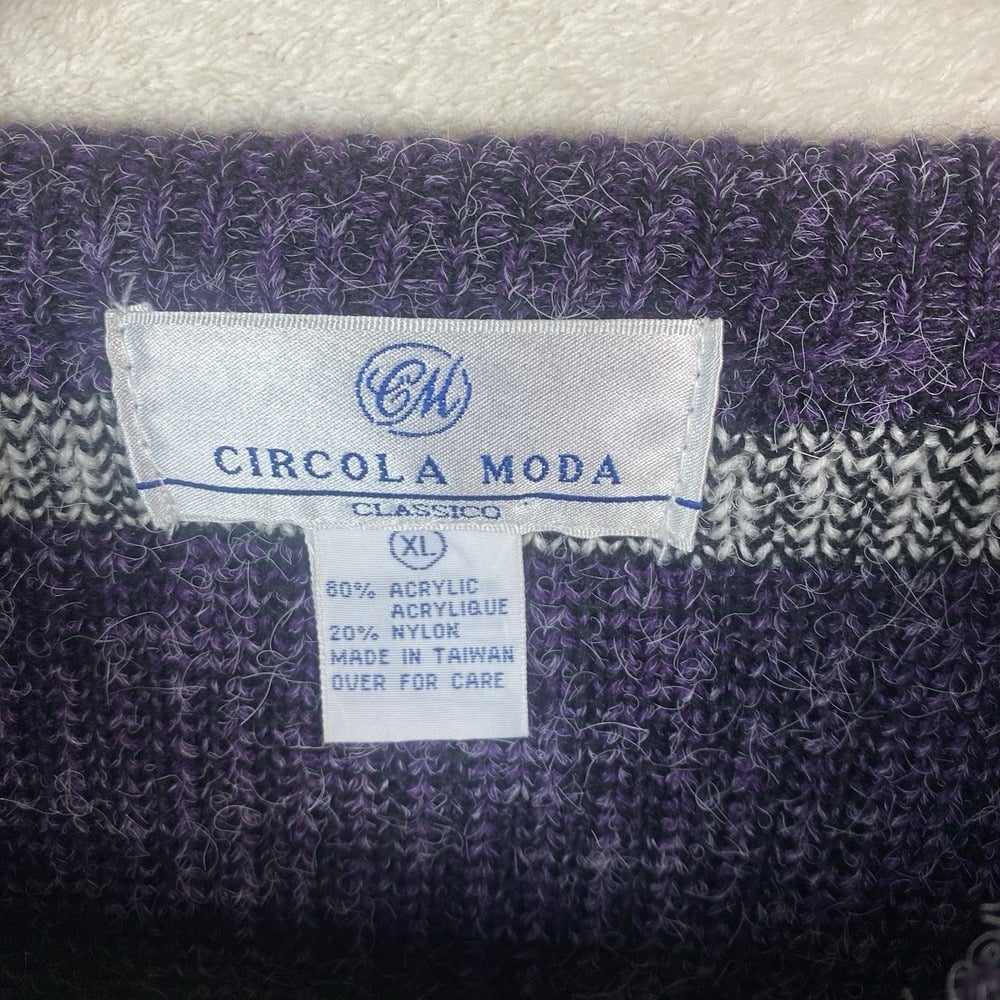 CM
CIRCOLA MODA
CLASSICO
XL
80% ACRYLIC
ACRYLIQUE
20% NYLON
MADE IN TAIWAN
OVER FOR CARE